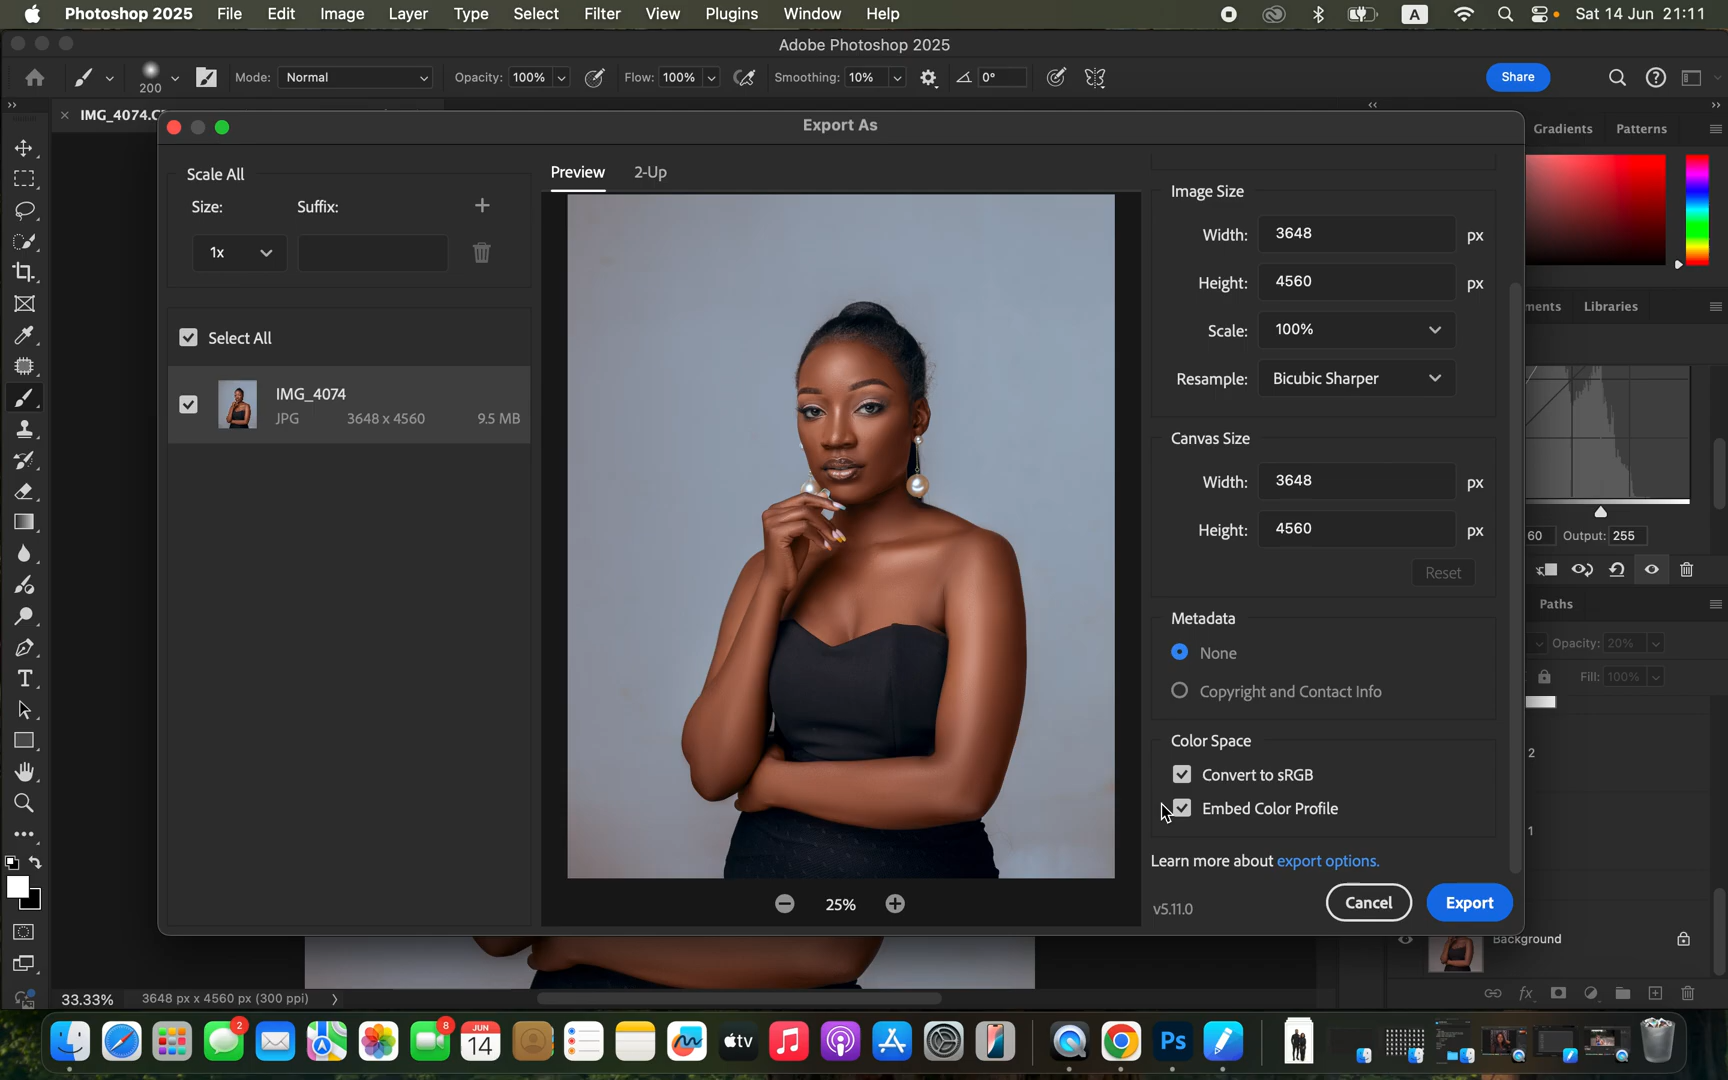 Photoshop 2025 File Edit Image Layer Type Select Filter View Plugins Window Help A Sat 14 Jun 21:11
Adobe Photoshop 2025
200 Mode: Normal Opacity: 100% Flow: 100% Smoothing: 10% 0° Share
IMG_4074.C
Export As
Gradients Patterns
Scale All
Size: Suffix:
1x
Select All
IMG_4074
JPG 3648 x 4560 9.5 MB
Preview 2-Up
25%
Image Size
Width: 3648 px
Height: 4560 px
Scale: 100%
Resample: Bicubic Sharper
Canvas Size
Width: 3648 px
Height: 4560 px
Reset
Metadata
None
Copyright and Contact Info
Color Space
Convert to sRGB
Embed Color Profile
Learn more about export options.
v5.11.0 Cancel Export
ments Libraries
60 Output: 255
Paths
Opacity: 20%
Fill: 100%
2
1
Background
33.33% 3648 px x 4560 px (300 ppi)
2 8 JUN 14 tv Ps